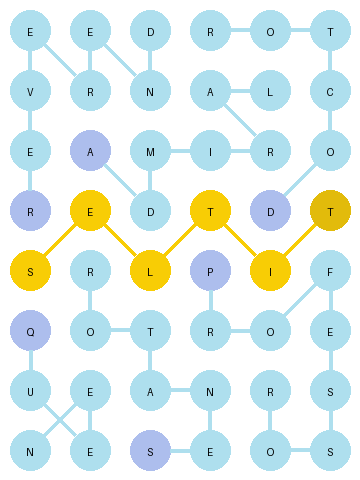 E E D R O T
V R N A L C
E A M I R O
R E D T D T
S R L P I F
Q O T R O E
U E A N R S
N E S E O S